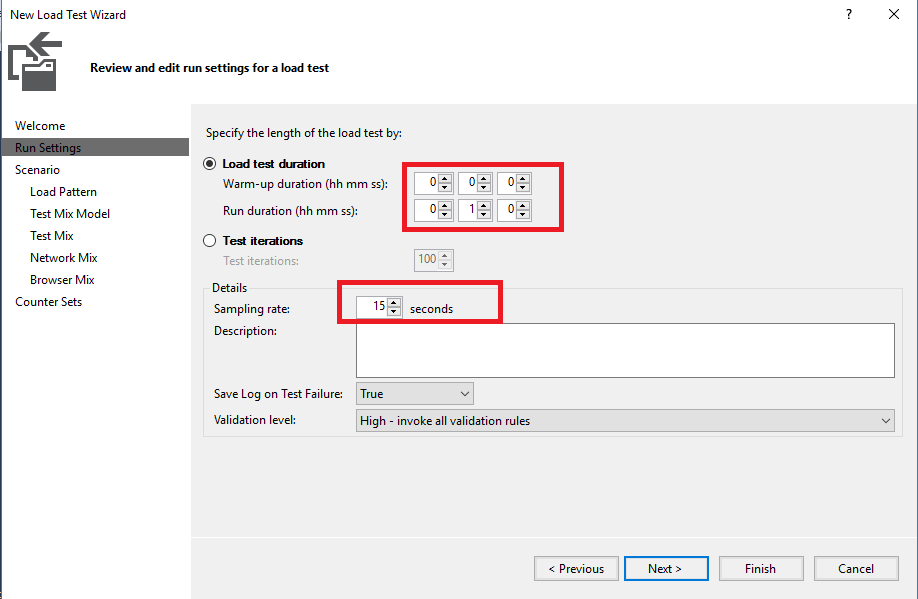 New Load Test Wizard ?
Review and edit run settings for a load test
Welcome
Run Settings
Scenario
Load Pattern
Test Mix Model
Test Mix
Network Mix
Browser Mix
Counter Sets
Specify the length of the load test by:
Load test duration
Warm-up duration (hh mm ss): 0 0 0
Run duration (hh mm ss): 0 1 0
Test iterations
Test iterations: 100
Details
Sampling rate: 15 seconds
Description:
Save Log on Test Failure: True
Validation level: High - invoke all validation rules
< Previous Next > Finish Cancel